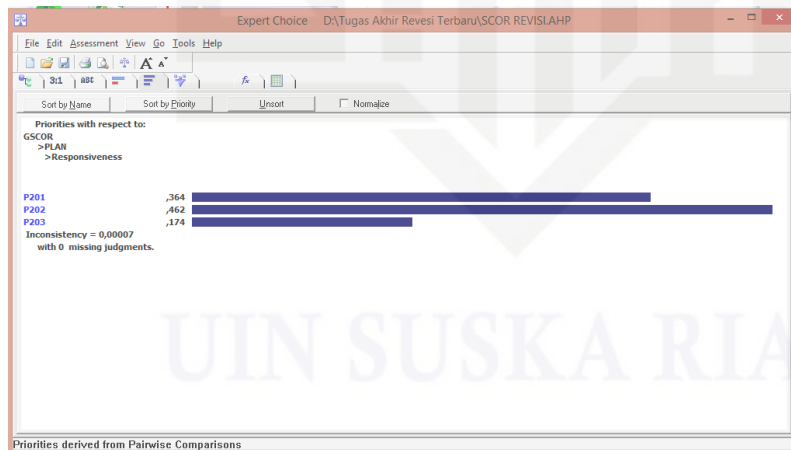 Expert Choice D:\Tugas Akhir Revesi Terbaru\SCOR REVISI.AHP
File Edit Assessment View Go Tools Help
3:1 ABC fx
Sort by Name Sort by Priority Unsort Normalize
Priorities with respect to:
GSCOR
>PLAN
>Responsiveness
P201 ,364
P202 ,462
P203 ,174
Inconsistency = 0,00007
with 0 missing judgments.
UIN SUSKA RIA
Priorities derived from Pairwise Comparisons